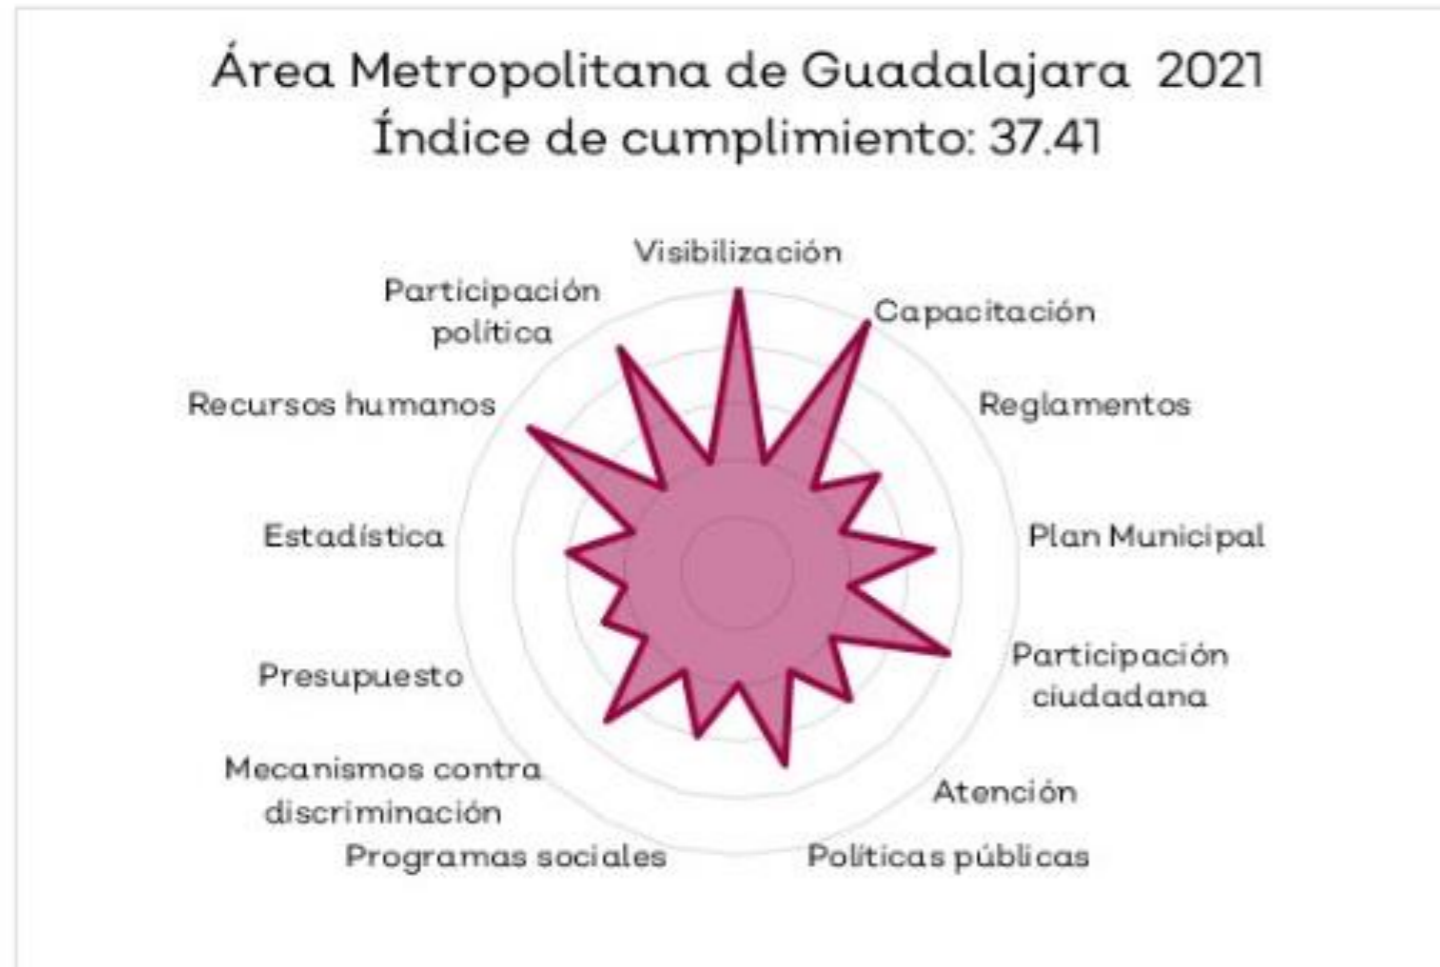 Área Metropolitana de Guadalajara 2021
Índice de cumplimiento: 37.41
Visibilización
Capacitación
Reglamentos
Plan Municipal
Participación
ciudadana
Atención
Políticas públicas
Programas sociales
Mecanismos contra
discriminación
Presupuesto
Estadística
Recursos humanos
Participación
política